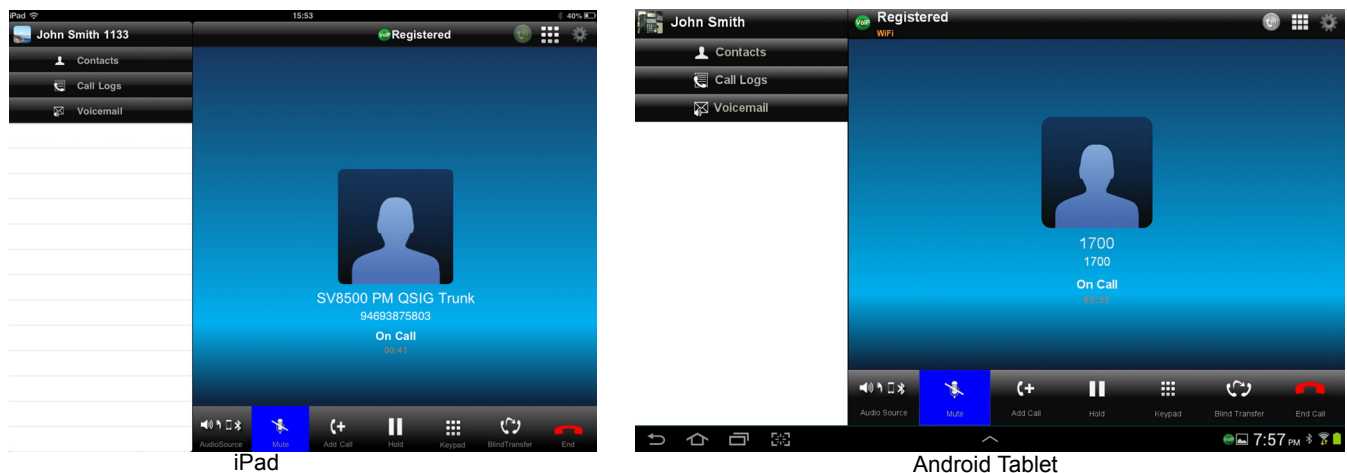 iPad 15:53 40%
John Smith 1133 VoIP Registered
Contacts
Call Logs
Voicemail
SV8500 PM QSIG Trunk
94693875803
On Call
00:41
AudioSource Mute Add Call Hold Keypad BlindTransfer End
iPad
John Smith VoIP Registered
WiFi
Contacts
Call Logs
Voicemail
1700
1700
On Call
02:51
Audio Source Mute Add Call Hold Keypad Blind Transfer End Call
7:57 PM
Android Tablet